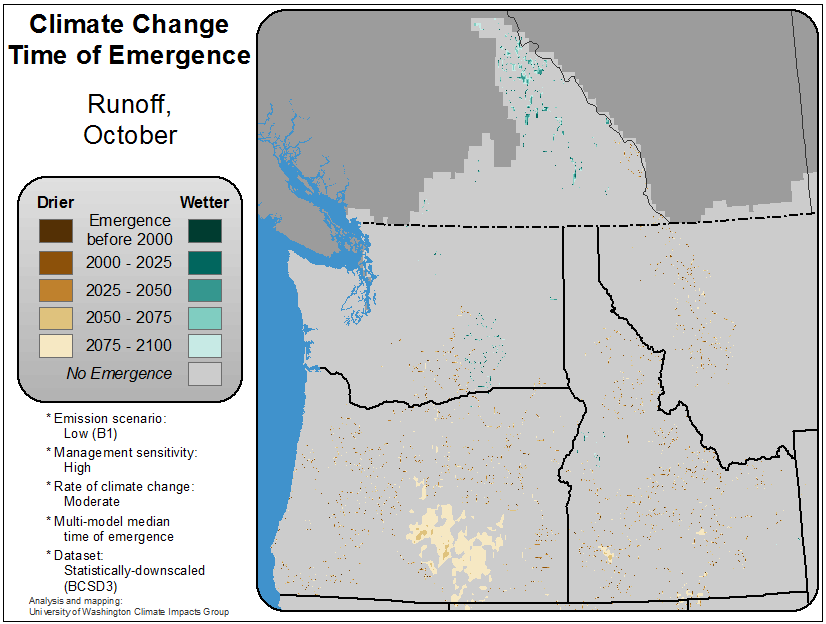 Climate Change
Time of Emergence
Runoff,
October
Drier
Wetter
Emergence
before 2000
2000 - 2025
2025 - 2050
2050 - 2075
2075 - 2100
No Emergence
* Emission scenario:
Low (B1)
* Management sensitivity:
High
* Rate of climate change:
Moderate
* Multi-model median
time of emergence
* Dataset:
Statistically-downscaled
(BCSD3)
Analysis and mapping:
University of Washington Climate Impacts Group